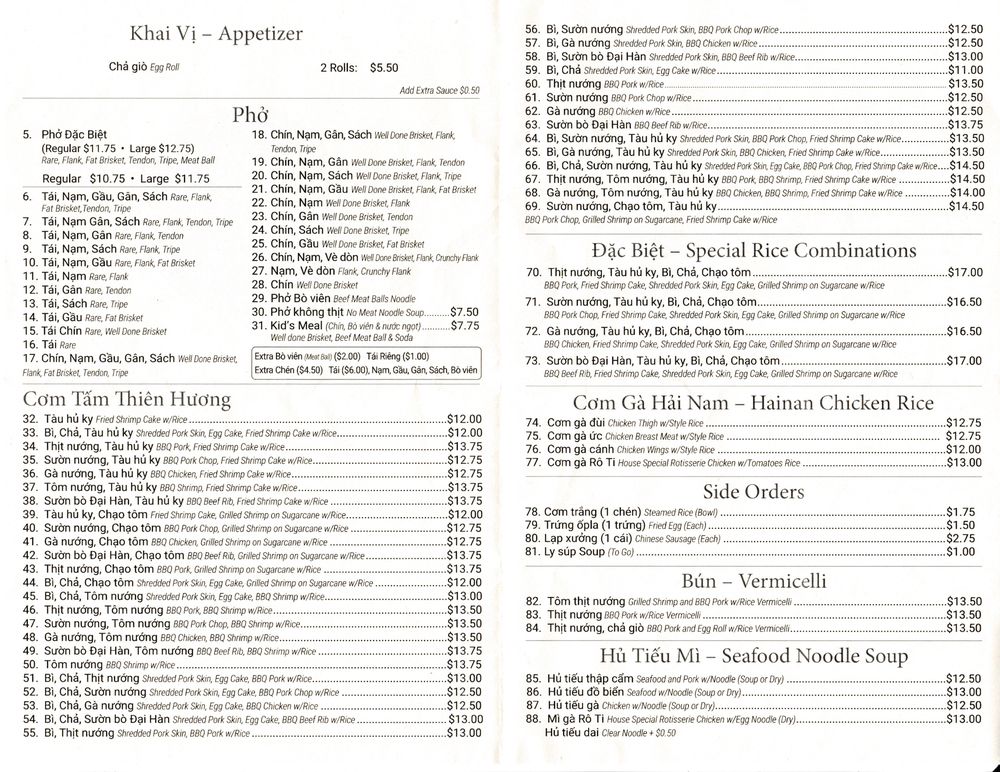 Khai Vị – Appetizer
Chả giò Egg Roll 2 Rolls: $5.50
Add Extra Sauce $0.50
Phở
5. Phở Đặc Biệt
(Regular $11.75 • Large $12.75)
Rare, Flank, Fat Brisket, Tendon, Tripe, Meat Ball
Regular $10.75 • Large $11.75
6. Tái, Nạm, Gầu, Gân, Sách Rare, Flank,
Fat Brisket,Tendon, Tripe
7. Tái, Nạm Gân, Sách Rare, Flank, Tendon, Tripe
8. Tái, Nạm, Gân Rare, Flank, Tendon
9. Tái, Nạm, Sách Rare, Flank, Tripe
10. Tái, Nạm, Gầu Rare, Flank, Fat Brisket
11. Tái, Nạm Rare, Flank
12. Tái, Gân Rare, Tendon
13. Tái, Sách Rare, Tripe
14. Tái, Gầu Rare, Fat Brisket
15. Tái Chín Rare, Well Done Brisket
16. Tái Rare
17. Chín, Nạm, Gầu, Gân, Sách Well Done Brisket,
Flank, Fat Brisket, Tendon, Tripe
18. Chín, Nạm, Gân, Sách Well Done Brisket, Flank,
Tendon, Tripe
19. Chín, Nạm, Gân Well Done Brisket, Flank, Tendon
20. Chín, Nạm, Sách Well Done Brisket, Flank, Tripe
21. Chín, Nạm, Gầu Well Done Brisket, Flank, Fat Brisket
22. Chín, Nạm Well Done Brisket, Flank
23. Chín, Gân Well Done Brisket, Tendon
24. Chín, Sách Well Done Brisket, Tripe
25. Chín, Gầu Well Done Brisket, Fat Brisket
26. Chín, Nạm, Vè dòn Well Done Brisket, Flank, Crunchy Flank
27. Nạm, Vè dòn Flank, Crunchy Flank
28. Chín Well Done Brisket
29. Phở Bò viên Beef Meat Balls Noodle
30. Phở không thịt No Meat Noodle Soup........$7.50
31. Kid's Meal (Chín, Bò viên & nước ngọt)..........$7.75
Well done Brisket, Beef Meat Ball & Soda
Extra Bò viên (Meat Ball) ($2.00) Tái Riêng ($1.00)
Extra Chén ($4.50) Tái ($6.00), Nạm, Gầu, Gân, Sách, Bò viên
Cơm Tấm Thiên Hương
32. Tàu hủ ky Fried Shrimp Cake w/Rice..........$12.00
33. Bì, Chả, Tàu hủ ky Shredded Pork Skin, Egg Cake, Fried Shrimp Cake w/Rice..........$12.00
34. Thịt nướng, Tàu hủ ky BBQ Pork, Fried Shrimp Cake w/Rice..........$13.75
35. Sườn nướng, Tàu hủ ky BBQ Pork Chop, Fried Shrimp Cake w/Rice..........$12.75
36. Gà nướng, Tàu hủ ky BBQ Chicken, Fried Shrimp Cake w/Rice..........$12.75
37. Tôm nướng, Tàu hủ ky BBQ Shrimp, Fried Shrimp Cake w/Rice..........$13.75
38. Sườn bò Đại Hàn, Tàu hủ ky BBQ Beef Rib, Fried Shrimp Cake w/Rice..........$13.75
39. Tàu hủ ky, Chạo tôm Fried Shrimp Cake, Grilled Shrimp on Sugarcane w/Rice..........$12.00
40. Sườn nướng, Chạo tôm BBQ Pork Chop, Grilled Shrimp on Sugarcane w/Rice..........$12.75
41. Gà nướng, Chạo tôm BBQ Chicken, Grilled Shrimp on Sugarcane w/Rice..........$12.75
42. Sườn bò Đại Hàn, Chạo tôm BBQ Beef Rib, Grilled Shrimp on Sugarcane w/Rice..........$13.75
43. Thịt nướng, Chạo tôm BBQ Pork, Grilled Shrimp on Sugarcane w/Rice..........$13.75
44. Bì, Chả, Chạo tôm Shredded Pork Skin, Egg Cake, Grilled Shrimp on Sugarcane w/Rice..........$12.00
45. Bì, Chả, Tôm nướng Shredded Pork Skin, Egg Cake, BBQ Shrimp w/Rice..........$13.00
46. Thịt nướng, Tôm nướng BBQ Pork, BBQ Shrimp w/Rice..........$13.50
47. Sườn nướng, Tôm nướng BBQ Pork Chop, BBQ Shrimp w/Rice..........$13.50
48. Gà nướng, Tôm nướng BBQ Chicken, BBQ Shrimp w/Rice..........$13.50
49. Sườn bò Đại Hàn, Tôm nướng BBQ Beef Rib, BBQ Shrimp w/Rice..........$13.75
50. Tôm nướng BBQ Shrimp w/Rice..........$13.75
51. Bì, Chả, Thịt nướng Shredded Pork Skin, Egg Cake, BBQ Pork w/Rice..........$13.00
52. Bì, Chả, Sườn nướng Shredded Pork Skin, Egg Cake, BBQ Pork Chop w/Rice..........$12.50
53. Bì, Chả, Gà nướng Shredded Pork Skin, Egg Cake, BBQ Chicken w/Rice..........$12.50
54. Bì, Chả, Sườn bò Đại Hàn Shredded Pork Skin, Egg Cake, BBQ Beef Rib w/Rice..........$13.00
55. Bì, Thịt nướng Shredded Pork Skin, BBQ Pork w/Rice..........$13.00
56. Bì, Sườn nướng Shredded Pork Skin, BBQ Pork Chop w/Rice..........$12.50
57. Bì, Gà nướng Shredded Pork Skin, BBQ Chicken w/Rice..........$12.50
58. Bì, Sườn bò Đại Hàn Shredded Pork Skin, BBQ Beef Rib w/Rice..........$13.00
59. Bì, Chả Shredded Pork Skin, Egg Cake w/Rice..........$11.00
60. Thịt nướng BBQ Pork w/Rice..........$13.50
61. Sườn nướng BBQ Pork Chop w/Rice..........$12.50
62. Gà nướng BBQ Chicken w/Rice..........$12.50
63. Sườn bò Đại Hàn BBQ Beef Rib w/Rice..........$13.75
64. Bì, Sườn nướng, Tàu hủ ky Shredded Pork Skin, BBQ Pork Chop, Fried Shrimp Cake w/Rice..........$13.50
65. Bì, Gà nướng, Tàu hủ ky Shredded Pork Skin, BBQ Chicken, Fried Shrimp Cake w/Rice..........$13.50
66. Bì, Chả, Sườn nướng, Tàu hủ ky Shredded Pork Skin, Egg Cake, BBQ Pork Chop, Fried Shrimp Cake w/Rice....$14.50
67. Thịt nướng, Tôm nướng, Tàu hủ ky BBQ Pork, BBQ Shrimp, Fried Shrimp Cake w/Rice..........$14.50
68. Gà nướng, Tôm nướng, Tàu hủ ky BBQ Chicken, BBQ Shrimp, Fried Shrimp Cake w/Rice..........$14.00
69. Sườn nướng, Chạo tôm, Tàu hủ ky..........$14.50
BBQ Pork Chop, Grilled Shrimp on Sugarcane, Fried Shrimp Cake w/Rice
Đặc Biệt – Special Rice Combinations
70. Thịt nướng, Tàu hủ ky, Bì, Chả, Chạo tôm..........$17.00
BBQ Pork, Fried Shrimp Cake, Shredded Pork Skin, Egg Cake, Grilled Shrimp on Sugarcane w/Rice
71. Sườn nướng, Tàu hủ ky, Bì, Chả, Chạo tôm..........$16.50
BBQ Pork Chop, Fried Shrimp Cake, Shredded Pork Skin, Egg Cake, Grilled Shrimp on Sugarcane w/Rice
72. Gà nướng, Tàu hủ ky, Bì, Chả, Chạo tôm..........$16.50
BBQ Chicken, Fried Shrimp Cake, Shredded Pork Skin, Egg Cake, Grilled Shrimp on Sugarcane w/Rice
73. Sườn bò Đại Hàn, Tàu hủ ky, Bì, Chả, Chạo tôm..........$17.00
BBQ Beef Rib, Fried Shrimp Cake, Shredded Pork Skin, Egg Cake, Grilled Shrimp on Sugarcane w/Rice
Cơm Gà Hải Nam – Hainan Chicken Rice
74. Cơm gà đùi Chicken Thigh w/Style Rice..........$12.75
75. Cơm gà ức Chicken Breast Meat w/Style Rice..........$12.75
76. Cơm gà cánh Chicken Wings w/Style Rice..........$12.00
77. Cơm gà Rô Ti House Special Rotisserie Chicken w/Tomatoes Rice..........$13.00
Side Orders
78. Cơm trắng (1 chén) Steamed Rice (Bowl)..........$1.75
79. Trứng ốpla (1 trứng) Fried Egg (Each)..........$1.50
80. Lạp xưởng (1 cái) Chinese Sausage (Each)..........$2.75
81. Ly súp Soup (To Go)..........$1.00
Bún – Vermicelli
82. Tôm thịt nướng Grilled Shrimp and BBQ Pork w/Rice Vermicelli..........$13.50
83. Thịt nướng BBQ Pork w/Rice Vermicelli..........$13.50
84. Thịt nướng, chả giò BBQ Pork and Egg Roll w/Rice Vermicelli..........$13.50
Hủ Tiếu Mì – Seafood Noodle Soup
85. Hủ tiếu thập cẩm Seafood and Pork w/Noodle (Soup or Dry)..........$12.50
86. Hủ tiếu đồ biển Seafood w/Noodle (Soup or Dry)..........$13.00
87. Hủ tiếu gà Chicken w/Noodle (Soup or Dry)..........$12.50
88. Mì gà Rô Ti House Special Rotisserie Chicken w/Egg Noodle (Dry)..........$13.00
Hủ tiếu dai Clear Noodle + $0.50